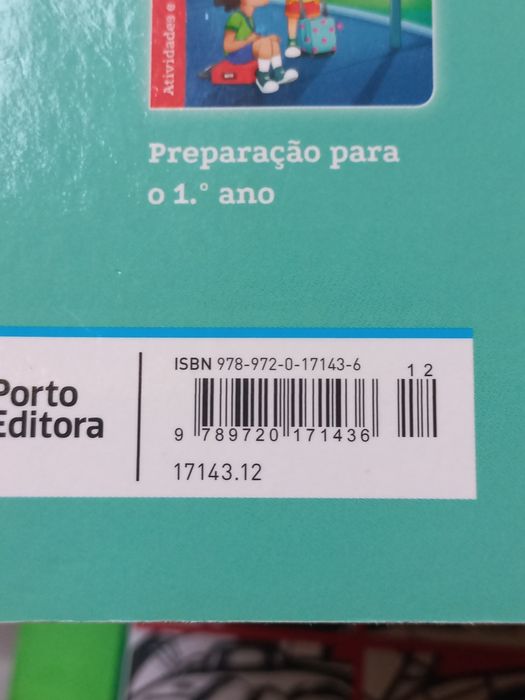 Atividades e
Preparação para
o 1.° ano
ISBN 978-972-0-17143-6
1 2
Porto
Editora
9 789720 171436
17143.12